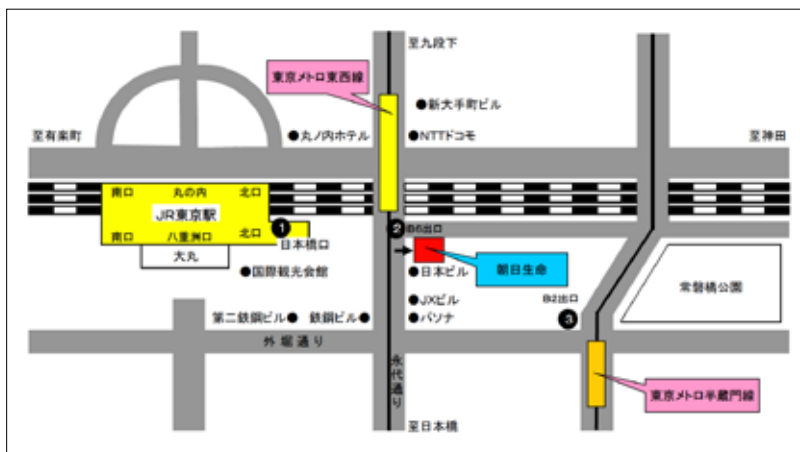 至九段下
東京メトロ東西線
●新大手町ビル
至有楽町
●丸ノ内ホテル
●NTTドコモ
至神田
南口 丸の内 北口
JR東京駅
南口 八重洲口 北口
1
日本橋口
大丸
2
B6出口
朝日生命
●国際観光会館
●日本ビル
常磐橋公園
●JXビル
B2出口
第二鉄鋼ビル●
鉄鋼ビル●
●パソナ
3
外堀通り
永代通り
東京メトロ半蔵門線
至日本橋